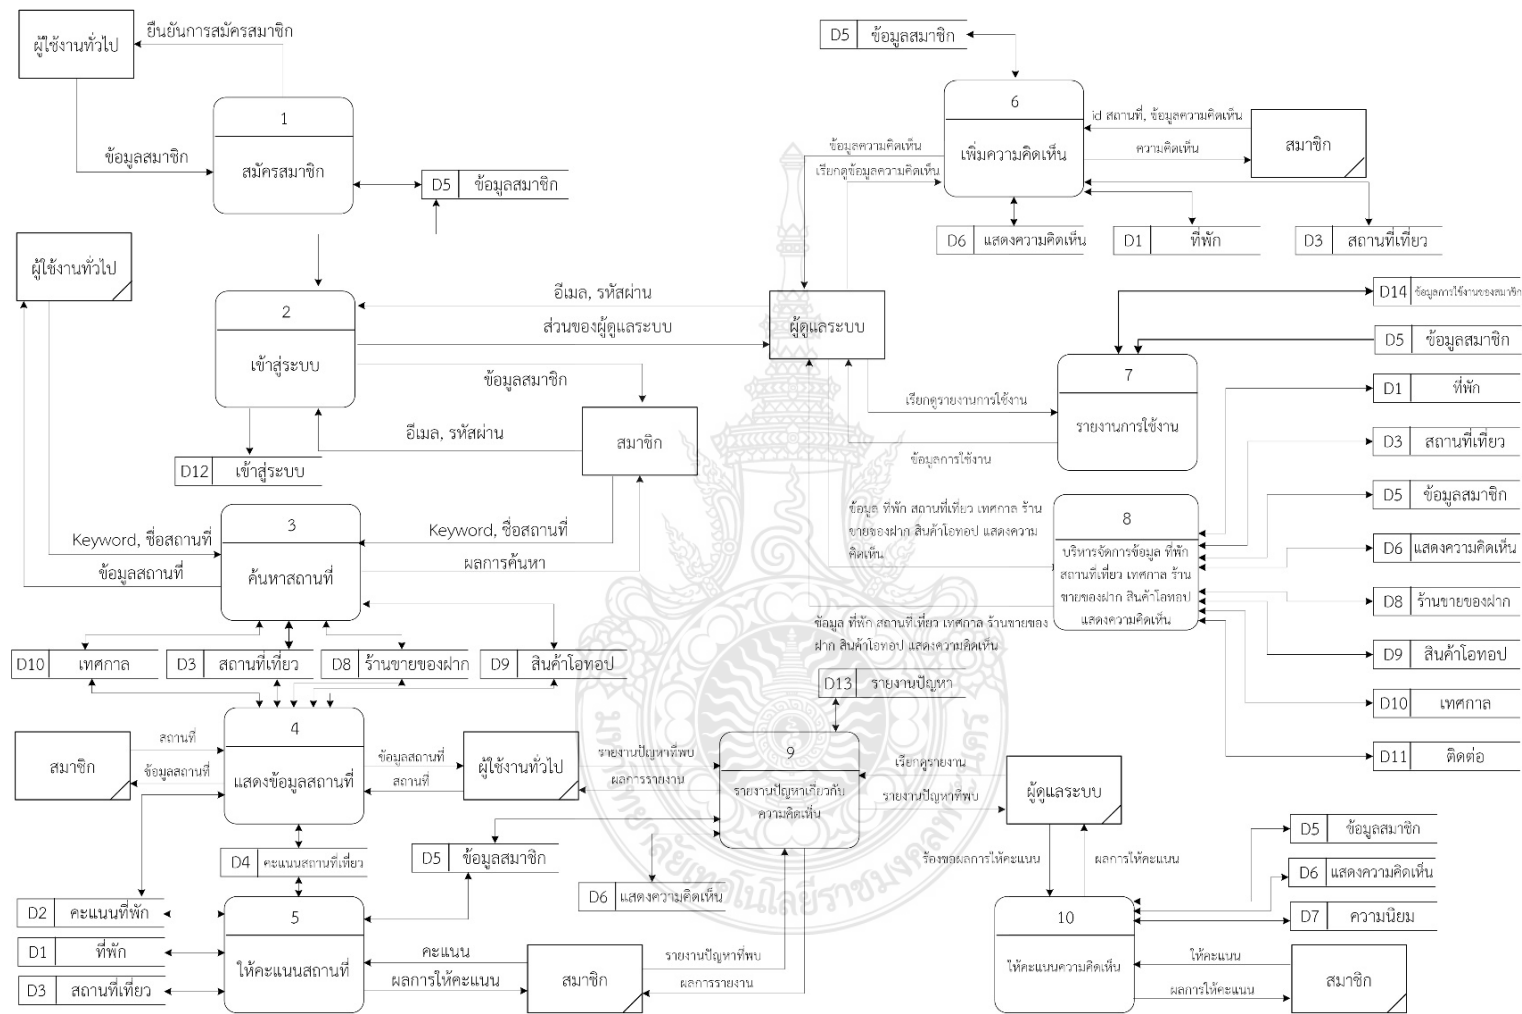 ผู้ใช้งานทั่วไป
ยืนยันการสมัครสมาชิก
ข้อมูลสมาชิก
1
สมัครสมาชิก
D5 ข้อมูลสมาชิก
ผู้ใช้งานทั่วไป
2
เข้าสู่ระบบ
อีเมล, รหัสผ่าน
ส่วนของผู้ดูแลระบบ
ข้อมูลสมาชิก
อีเมล, รหัสผ่าน
สมาชิก
ผู้ดูแลระบบ
D12 เข้าสู่ระบบ
3
ค้นหาสถานที่
Keyword, ชื่อสถานที่
ข้อมูลสถานที่
Keyword, ชื่อสถานที่
ผลการค้นหา
D10 เทศกาล
D3 สถานที่เที่ยว
D8 ร้านขายของฝาก
D9 สินค้าโอทอป
4
แสดงข้อมูลสถานที่
สมาชิก
สถานที่
ข้อมูลสถานที่
ข้อมูลสถานที่
สถานที่
ผู้ใช้งานทั่วไป
D4 คะแนนสถานที่เที่ยว
D5 ข้อมูลสมาชิก
D2 คะแนนที่พัก
D1 ที่พัก
D3 สถานที่เที่ยว
5
ให้คะแนนสถานที่
คะแนน
ผลการให้คะแนน
สมาชิก
D5 ข้อมูลสมาชิก
6
เพิ่มความคิดเห็น
id สถานที่, ข้อมูลความคิดเห็น
ความคิดเห็น
สมาชิก
ข้อมูลความคิดเห็น
เรียกดูข้อมูลความคิดเห็น
D6 แสดงความคิดเห็น
D1 ที่พัก
D3 สถานที่เที่ยว
7
รายงานการใช้งาน
เรียกดูรายงานการใช้งาน
ข้อมูลการใช้งาน
D14 ข้อมูลการใช้งานของสมาชิก
D5 ข้อมูลสมาชิก
D1 ที่พัก
D3 สถานที่เที่ยว
D5 ข้อมูลสมาชิก
D6 แสดงความคิดเห็น
D8 ร้านขายของฝาก
D9 สินค้าโอทอป
D10 เทศกาล
D11 ติดต่อ
8
บริหารจัดการข้อมูล ที่พัก
สถานที่เที่ยว เทศกาล ร้าน
ขายของฝาก สินค้าโอทอป
แสดงความคิดเห็น
ข้อมูล ที่พัก สถานที่เที่ยว เทศกาล ร้าน
ขายของฝาก สินค้าโอทอป แสดงความ
คิดเห็น
ข้อมูล ที่พัก สถานที่เที่ยว เทศกาล ร้านขายของ
ฝาก สินค้าโอทอป แสดงความคิดเห็น
D13 รายงานปัญหา
9
รายงานปัญหาเกี่ยวกับ
ความคิดเห็น
รายงานปัญหาที่พบ
ผลการรายงาน
เรียกดูรายงาน
รายงานปัญหาที่พบ
ผู้ดูแลระบบ
D6 แสดงความคิดเห็น
รายงานปัญหาที่พบ
ผลการรายงาน
ร้องขอผลการให้คะแนน
ผลการให้คะแนน
10
ให้คะแนนความคิดเห็น
D5 ข้อมูลสมาชิก
D6 แสดงความคิดเห็น
D7 ความนิยม
ให้คะแนน
ผลการให้คะแนน
สมาชิก
มหาวิทยาลัยเทคโนโลยีราชมงคลพระนคร